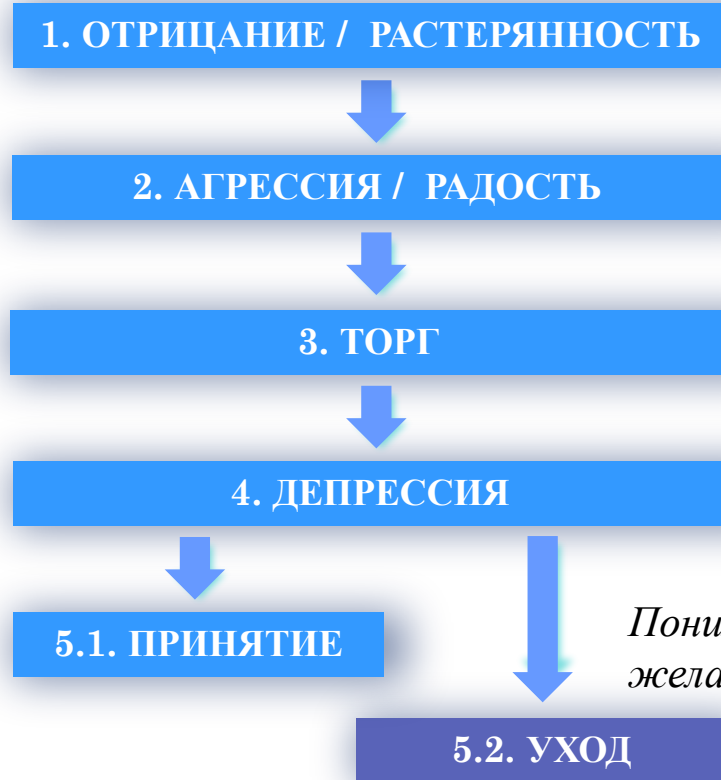 1. ОТРИЦАНИЕ / РАСТЕРЯННОСТЬ
2. АГРЕССИЯ / РАДОСТЬ
3. ТОРГ
4. ДЕПРЕССИЯ
5.1. ПРИНЯТИЕ
5.2. УХОД